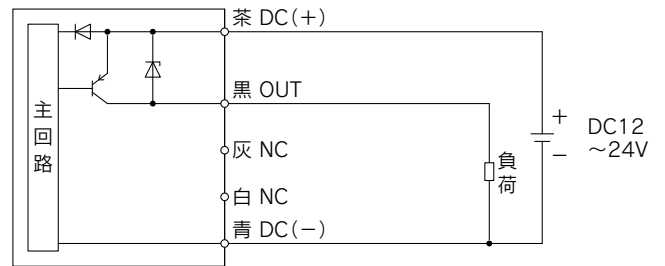 茶 DC(+)
主回路
黒 OUT
+
−
DC12
～24V
灰 NC
負荷
白 NC
青 DC(−)